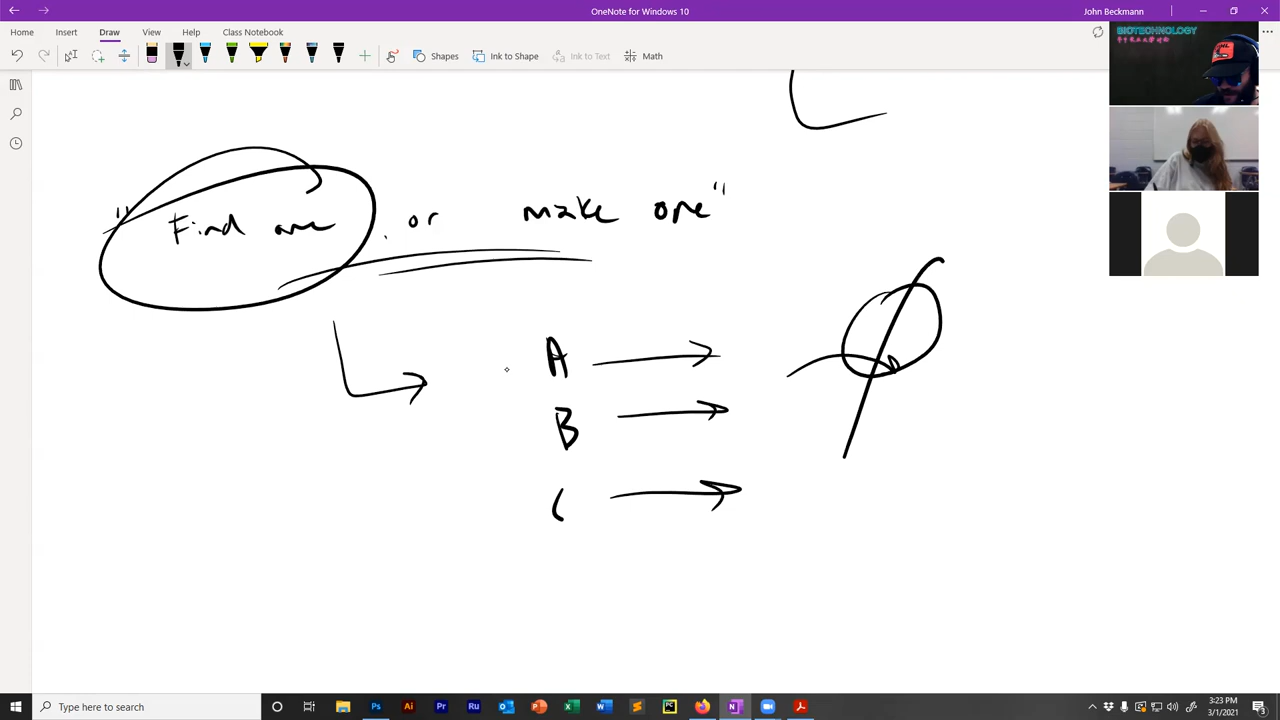 OneNote for Windows 10
John Beckmann
Home Insert Draw View Help Class Notebook
Shapes Ink to Shape Ink to Text Math
BIOTECHNOLOGY
"Find one, or make one"
A
B
C
Type here to search
3:23 PM
3/1/2021